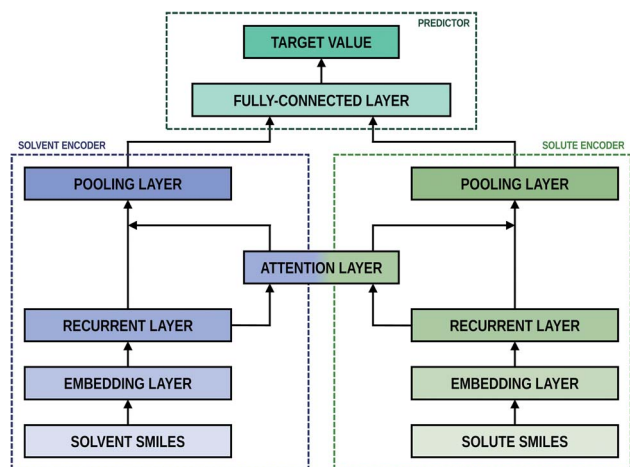 PREDICTOR
TARGET VALUE
FULLY-CONNECTED LAYER
SOLVENT ENCODER
SOLUTE ENCODER
POOLING LAYER
POOLING LAYER
ATTENTION LAYER
RECURRENT LAYER
RECURRENT LAYER
EMBEDDING LAYER
EMBEDDING LAYER
SOLVENT SMILES
SOLUTE SMILES